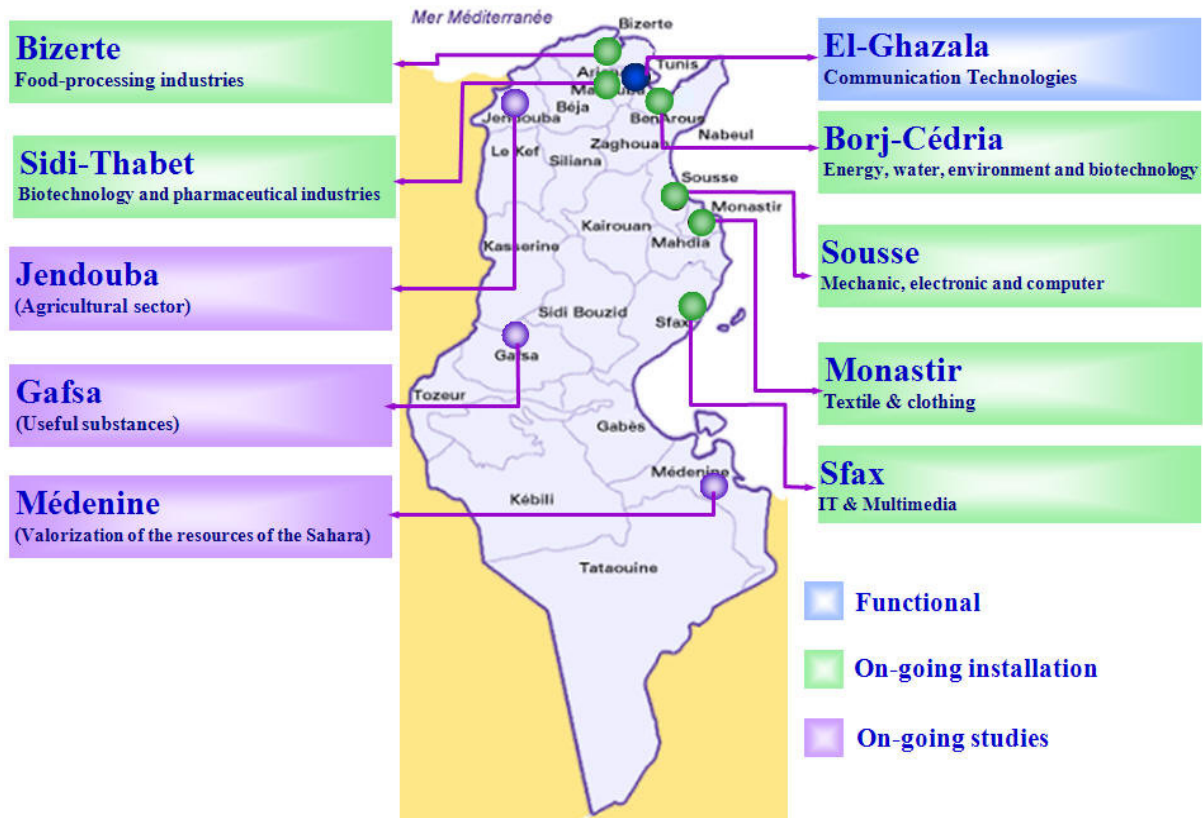 Mer Méditerranée
Bizerte
Food-processing industries
Sidi-Thabet
Biotechnology and pharmaceutical industries
Jendouba
(Agricultural sector)
Gafsa
(Useful substances)
Médenine
(Valorization of the resources of the Sahara)
Bizerte
Tunis
Béja
Jendouba
Ben Arous
Nabeul
Zaghouan
Le Kef
Siliana
Sousse
Monastir
Kairouan
Mahdia
Kasserine
Sidi Bouzid
Sfax
Gafsa
Tozeur
Gabès
Médenine
Kébili
Tataouine
El-Ghazala
Communication Technologies
Borj-Cédria
Energy, water, environment and biotechnology
Sousse
Mechanic, electronic and computer
Monastir
Textile & clothing
Sfax
IT & Multimedia
Functional
On-going installation
On-going studies